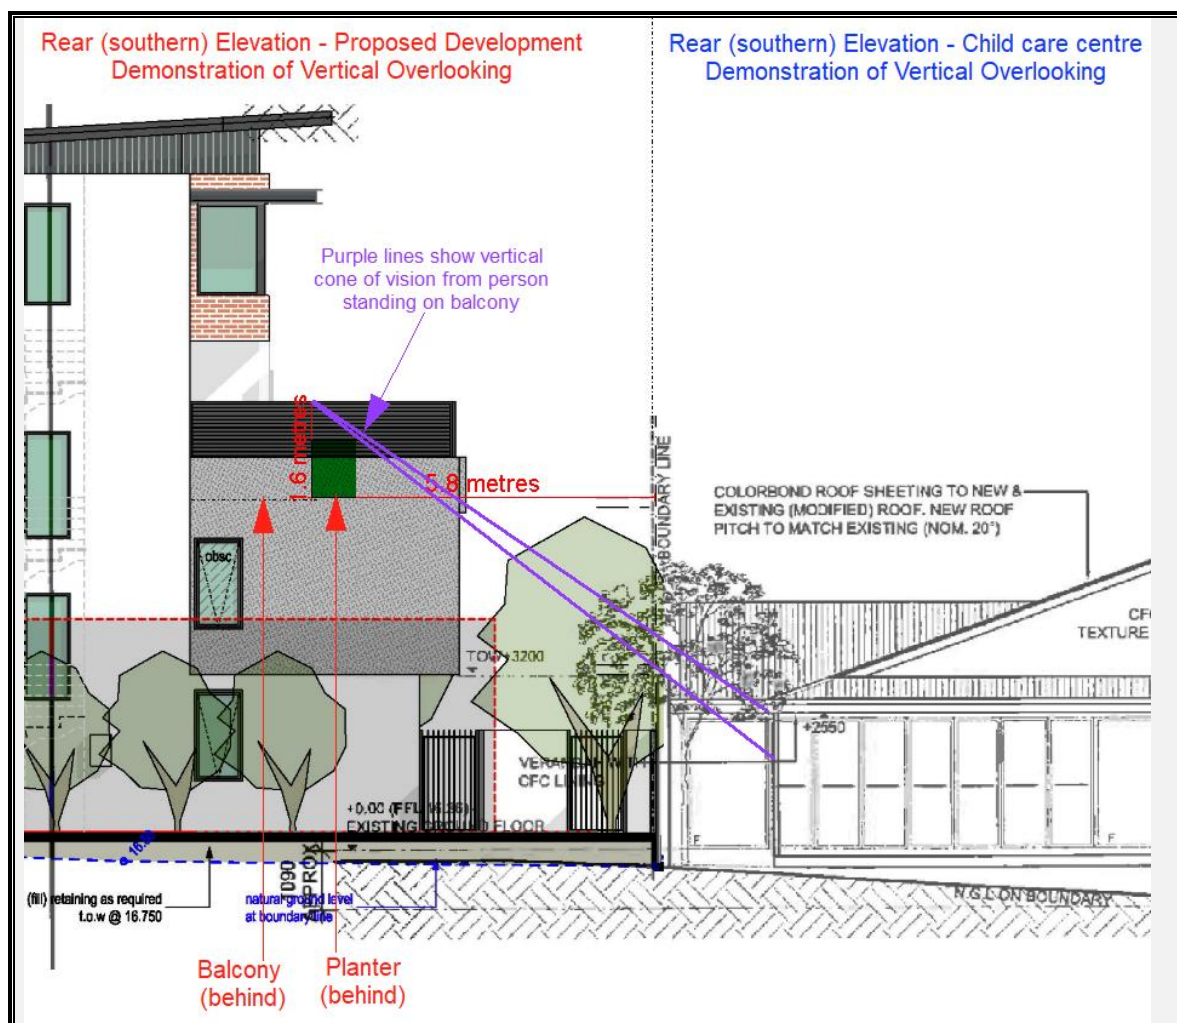 Rear (southern) Elevation - Proposed Development
Demonstration of Vertical Overlooking
Rear (southern) Elevation - Child care centre
Demonstration of Vertical Overlooking
Purple lines show vertical
cone of vision from person
standing on balcony
1.6 metres
5.8 metres
BOUNDARY LINE
COLORBOND ROOF SHEETING TO NEW &
EXISTING (MODIFIED) ROOF. NEW ROOF
PITCH TO MATCH EXISTING (NOM. 20°)
obsc
TEXTURE
+3200
+2550
CFC LINING
EXISTING GROUND FLOOR
F
F
(fill) retaining as required
t.o.w @ 16.750
natural ground level
at boundary line
N.G.L ON BOUNDARY
Balcony
(behind)
Planter
(behind)